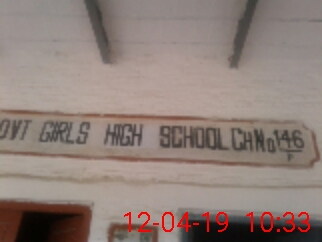 OVT GIRLS HIGH SCHOOL CHNo 146/P
12-04-19 10:33